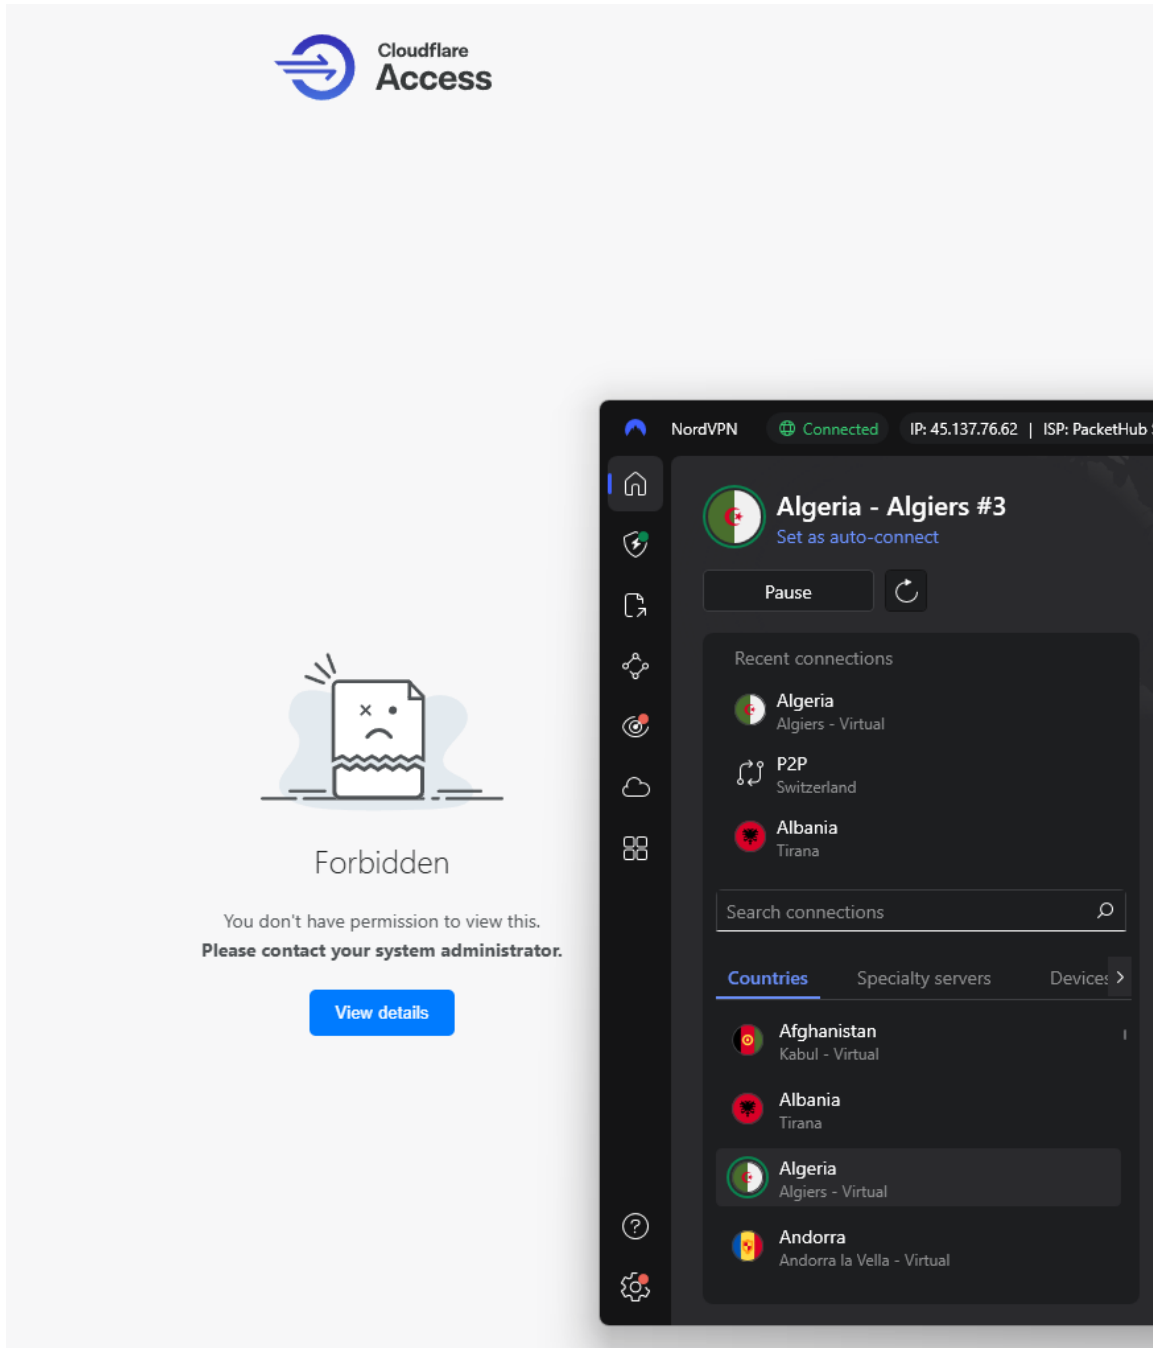 Cloudflare
Access
Forbidden
You don't have permission to view this.
Please contact your system administrator.
View details
NordVPN
Connected
IP: 45.137.76.62 | ISP: PacketHub
Algeria - Algiers #3
Set as auto-connect
Pause
Recent connections
Algeria
Algiers - Virtual
P2P
Switzerland
Albania
Tirana
Search connections
Countries Specialty servers Devices
Afghanistan
Kabul - Virtual
Albania
Tirana
Algeria
Algiers - Virtual
Andorra
Andorra la Vella - Virtual